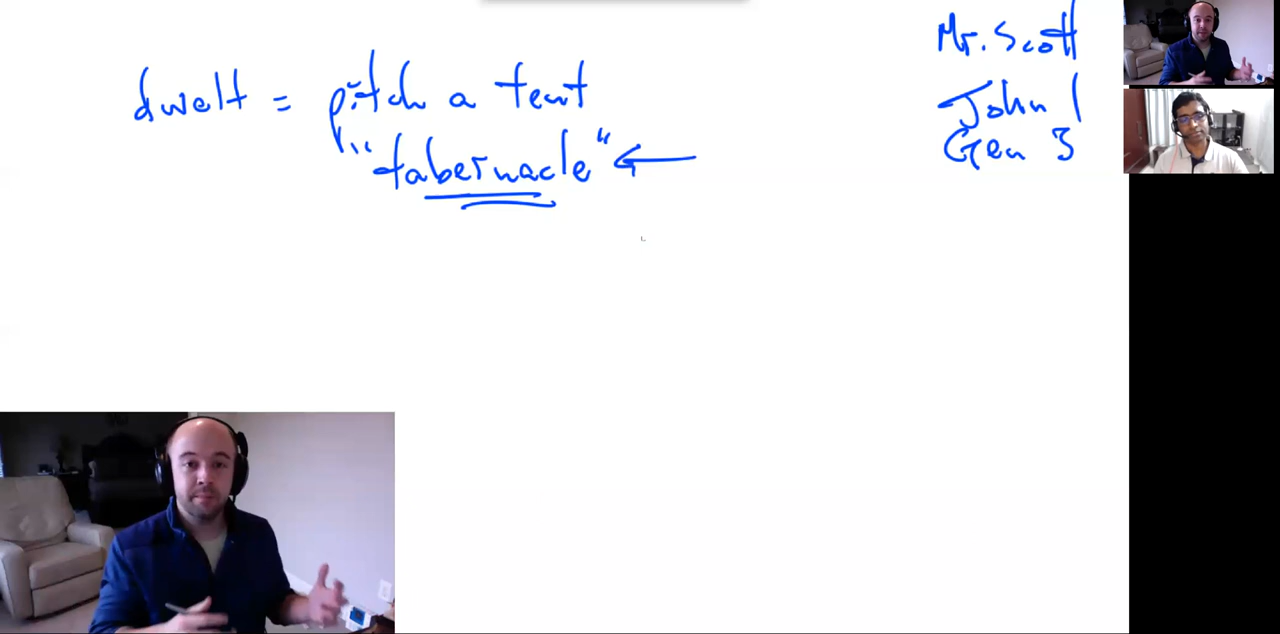 dwelt = pitch a tent
"tabernacle" ←
Mr. Scott
John 1
Gen 3